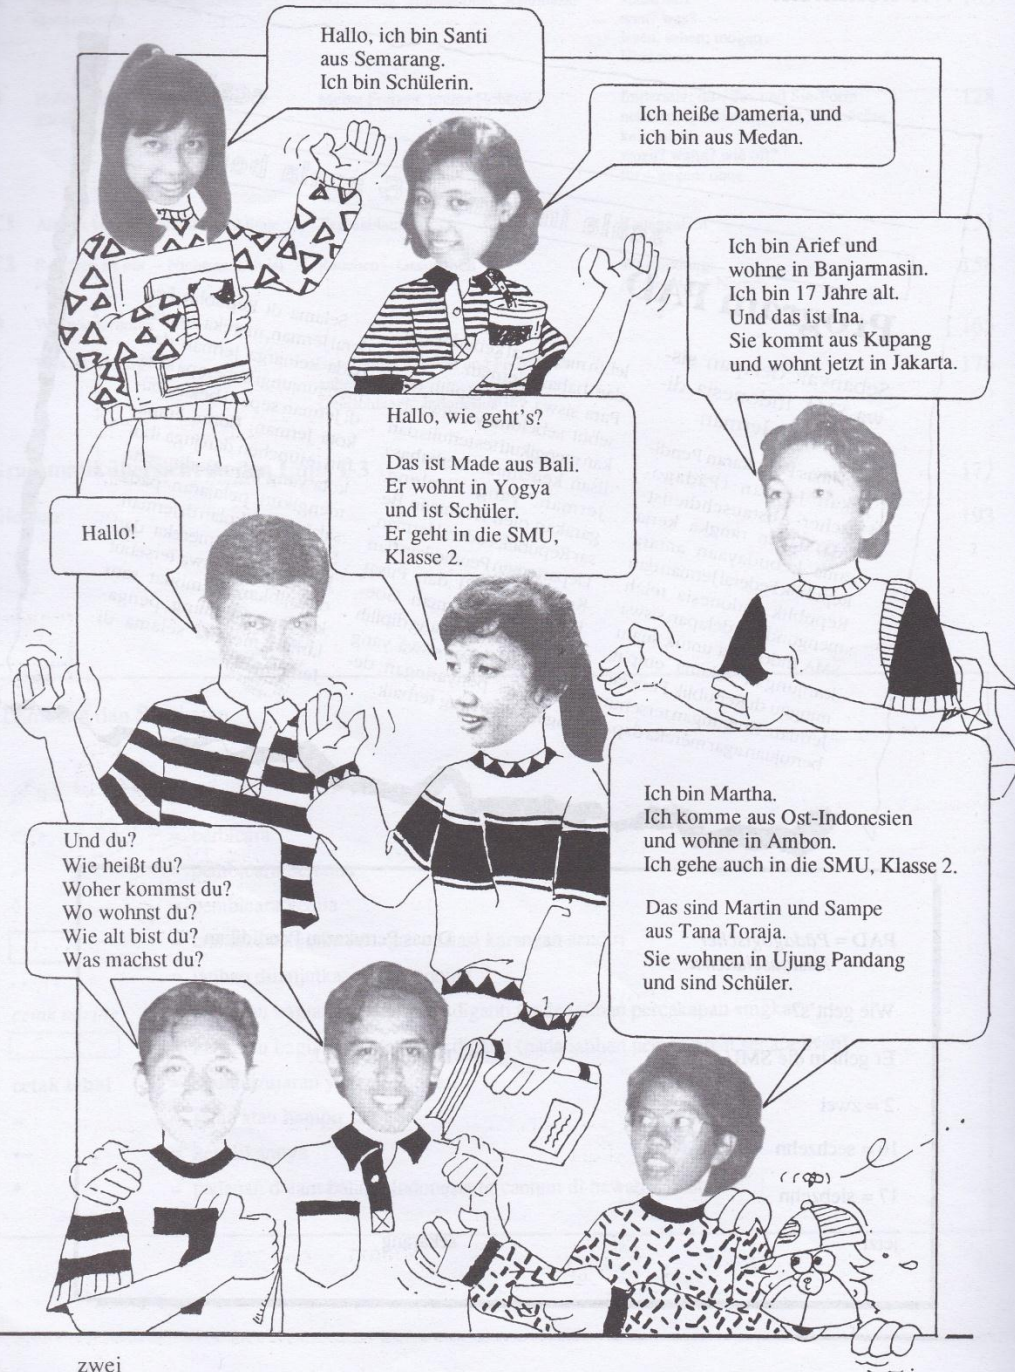 Hallo, ich bin Santi
aus Semarang.
Ich bin Schülerin.
Ich heiße Dameria, und
ich bin aus Medan.
Ich bin Arief und
wohne in Banjarmasin.
Ich bin 17 Jahre alt.
Und das ist Ina.
Sie kommt aus Kupang
und wohnt jetzt in Jakarta.
Hallo, wie geht's?
Das ist Made aus Bali.
Er wohnt in Yogya
und ist Schüler.
Er geht in die SMU,
Klasse 2.
Hallo!
Und du?
Wie heißt du?
Woher kommst du?
Wo wohnst du?
Wie alt bist du?
Was machst du?
Ich bin Martha.
Ich komme aus Ost-Indonesien
und wohne in Ambon.
Ich gehe auch in die SMU, Klasse 2.
Das sind Martin und Sampe
aus Tana Toraja.
Sie wohnen in Ujung Pandang
und sind Schüler.
zwei